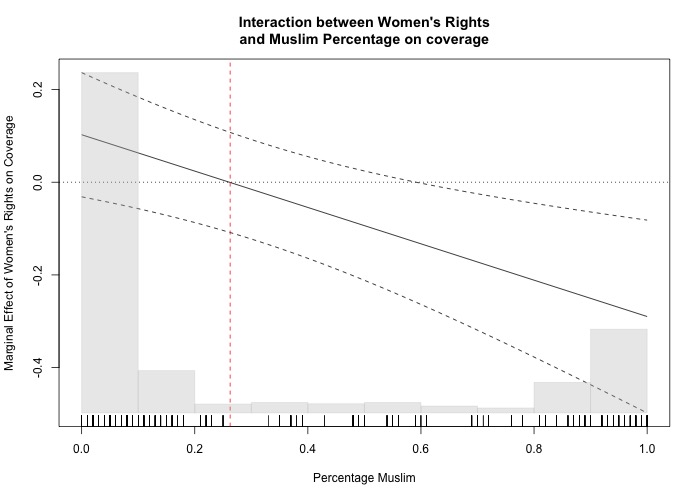 Interaction between Women's Rights
and Muslim Percentage on coverage
Marginal Effect of Women's Rights on Coverage
0.2
0.0
-0.2
-0.4
0.0 0.2 0.4 0.6 0.8 1.0
Percentage Muslim